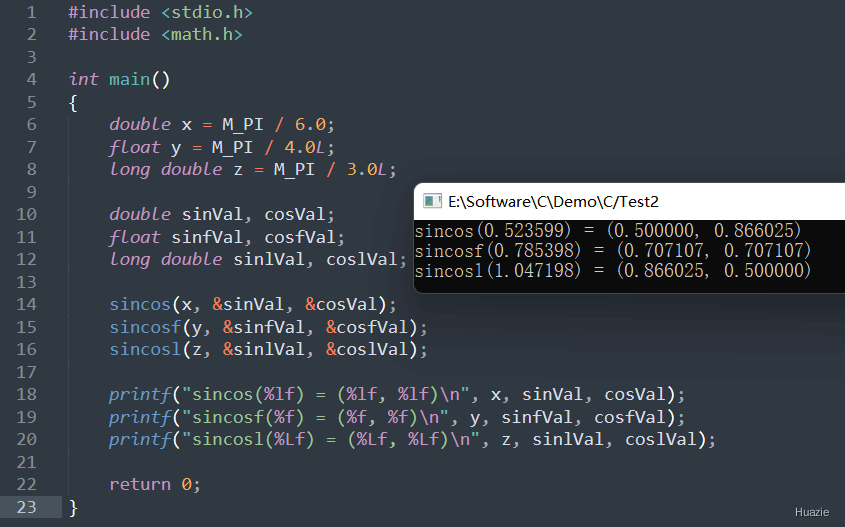 1 #include <stdio.h>
2 #include <math.h>
3
4 int main()
5 {
6     double x = M_PI / 6.0;
7     float y = M_PI / 4.0L;
8     long double z = M_PI / 3.0L;
9
10     double sinVal, cosVal;
11     float sinfVal, cosfVal;
12     long double sinlVal, coslVal;
13
14     sincos(x, &sinVal, &cosVal);
15     sincosf(y, &sinfVal, &cosfVal);
16     sincosl(z, &sinlVal, &coslVal);
17
18     printf("sincos(%lf) = (%lf, %lf)\n", x, sinVal, cosVal);
19     printf("sincosf(%f) = (%f, %f)\n", y, sinfVal, cosfVal);
20     printf("sincosl(%Lf) = (%Lf, %Lf)\n", z, sinlVal, coslVal);
21
22     return 0;
23 }
E:\Software\C\Demo\C/Test2
sincos(0.523599) = (0.500000, 0.866025)
sincosf(0.785398) = (0.707107, 0.707107)
sincosl(1.047198) = (0.866025, 0.500000)
Huazie